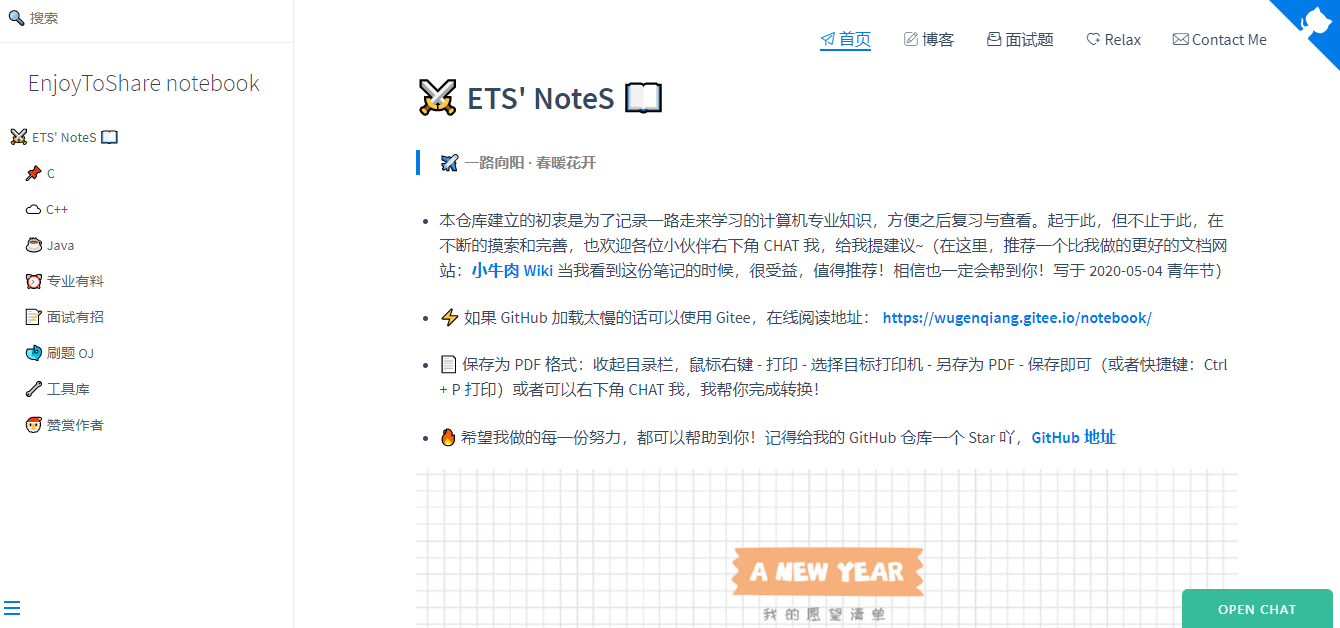 搜索
EnjoyToShare notebook
ETS' NoteS
C
C++
Java
专业有料
面试有招
刷题 OJ
工具库
赞赏作者
首页
博客
面试题
Relax
Contact Me
ETS' NoteS
一路向阳 · 春暖花开
本仓库建立的初衷是为了记录一路走来学习的计算机专业知识，方便之后复习与查看。起于此，但不止于此，在
不断的摸索和完善，也欢迎各位小伙伴右下角 CHAT 我，给我提建议~（在这里，推荐一个比我做的更好的文档网
站：小牛肉 Wiki 当我看到这份笔记的时候，很受益，值得推荐！相信也一定会帮到你！写于 2020-05-04 青年节）
如果 GitHub 加载太慢的话可以使用 Gitee，在线阅读地址： https://wugenqiang.gitee.io/notebook/
保存为 PDF 格式：收起目录栏，鼠标右键 - 打印 - 选择目标打印机 - 另存为 PDF - 保存即可（或者快捷键：Ctrl
+ P 打印）或者可以右下角 CHAT 我，我帮你完成转换！
希望我做的每一份努力，都可以帮助到你！记得给我的 GitHub 仓库一个 Star 吖，GitHub 地址
A NEW YEAR
我的愿望清单
OPEN CHAT